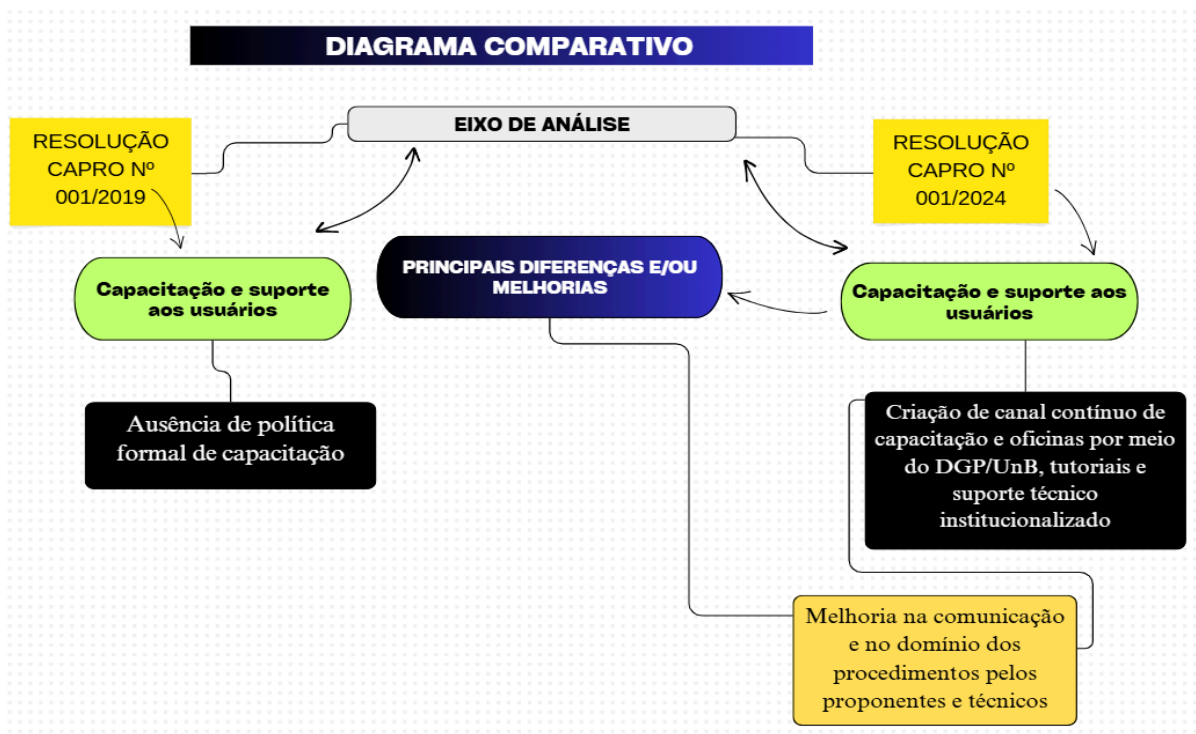 DIAGRAMA COMPARATIVO
EIXO DE ANÁLISE
RESOLUÇÃO
CAPRO Nº
001/2019
RESOLUÇÃO
CAPRO Nº
001/2024
PRINCIPAIS DIFERENÇAS E/OU
MELHORIAS
Capacitação e suporte
aos usuários
Capacitação e suporte aos
usuários
Ausência de política
formal de capacitação
Criação de canal contínuo de
capacitação e oficinas por meio
do DGP/UnB, tutoriais e
suporte técnico
institucionalizado
Melhoria na comunicação
e no domínio dos
procedimentos pelos
proponentes e técnicos